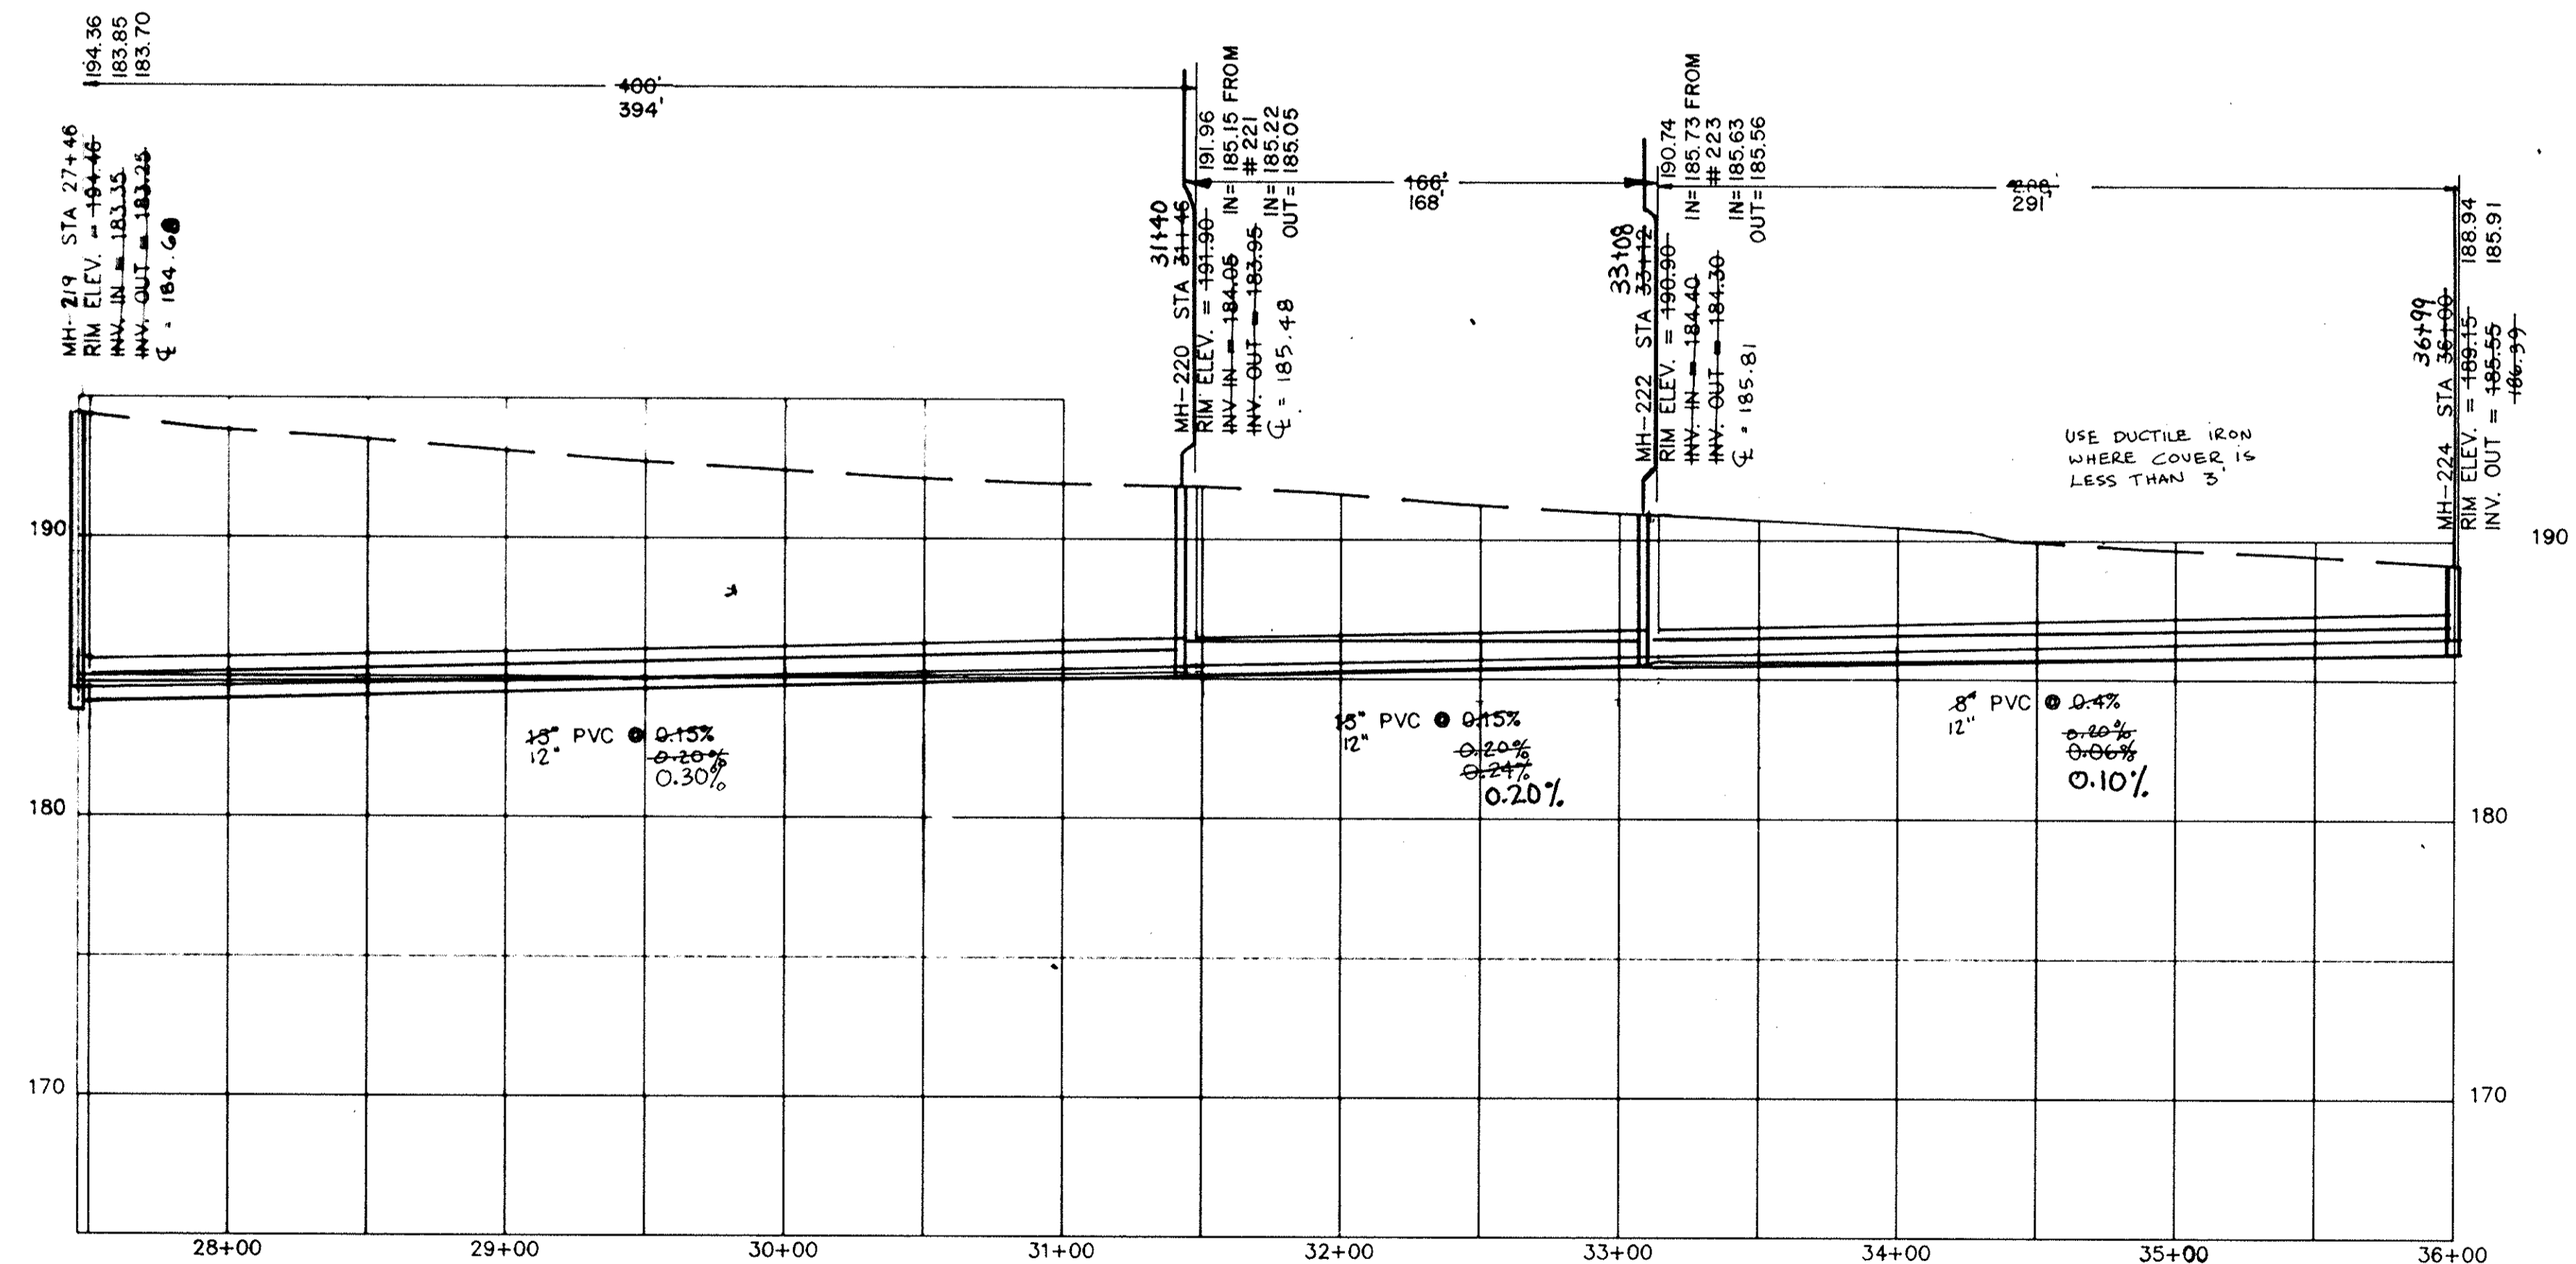 194.36
183.85
183.70
MH-219 STA 27+46
RIM ELEV. = 194.46
INV. IN = 183.35
INV. OUT = 183.25
℄ = 184.68
400'
394'
31+40
MH-220 STA 31+46
RIM ELEV. = 191.90 191.96
INV IN = 184.05 IN= 185.15 FROM
# 221
INV. OUT = 183.95 IN=185.22
OUT= 185.05
℄ = 185.48
166'
168'
33+08
MH-222 STA 33+12
RIM ELEV. = 190.90 190.74
INV. IN = 184.40 IN= 185.73 FROM
# 223
INV. OUT = 184.30 IN=185.63
OUT= 185.56
℄ = 185.81
291'
36+99
MH-224 STA 36+00
RIM ELEV. = 189.15 188.94
INV. OUT = 185.55 185.91
186.39
USE DUCTILE IRON
WHERE COVER IS
LESS THAN 3'
190
190
15" PVC @ 0.15%
12" 0.20%
0.30%
15" PVC @ 0.15%
12" 0.20%
0.24%
0.20%
8" PVC @ 0.4%
12" 0.20%
0.06%
0.10%
180
180
170
170
28+00 29+00 30+00 31+00 32+00 33+00 34+00 35+00 36+00